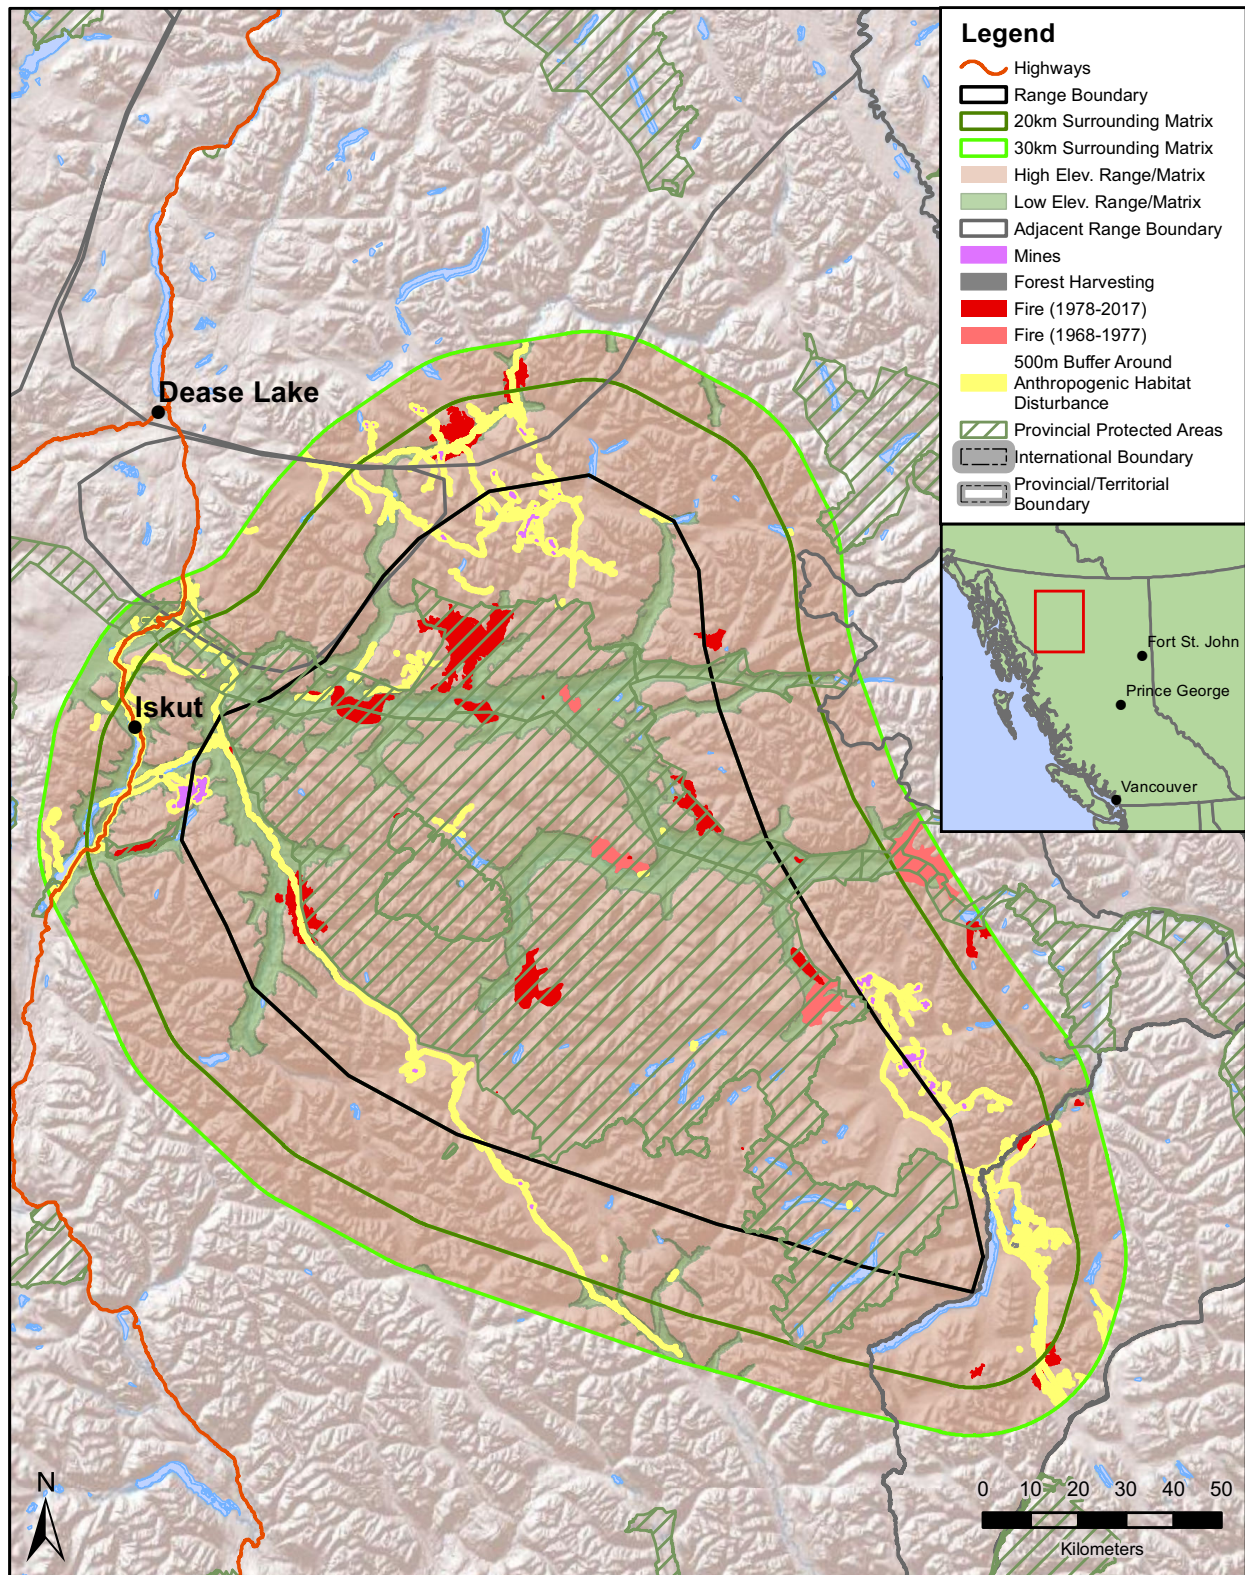 Legend
Highways
Range Boundary
20km Surrounding Matrix
30km Surrounding Matrix
High Elev. Range/Matrix
Low Elev. Range/Matrix
Adjacent Range Boundary
Mines
Forest Harvesting
Fire (1978-2017)
Fire (1968-1977)
500m Buffer Around
Anthropogenic Habitat
Disturbance
Provincial Protected Areas
International Boundary
Provincial/Territorial
Boundary
Dease Lake
Iskut
Fort St. John
Prince George
Vancouver
N
0 10 20 30 40 50
Kilometers